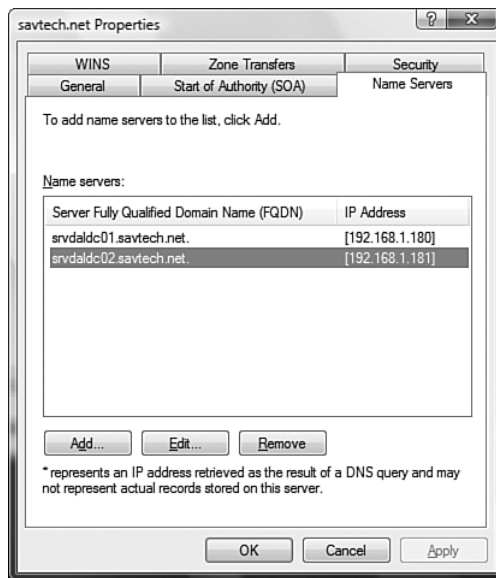 savtech.net Properties
WINS Zone Transfers Security
General Start of Authority (SOA) Name Servers
To add name servers to the list, click Add.
Name servers:
Server Fully Qualified Domain Name (FQDN) IP Address
srvdaldc01.savtech.net. [192.168.1.180]
srvdaldc02.savtech.net. [192.168.1.181]
Add... Edit... Remove
* represents an IP address retrieved as the result of a DNS query and may
not represent actual records stored on this server.
OK Cancel Apply